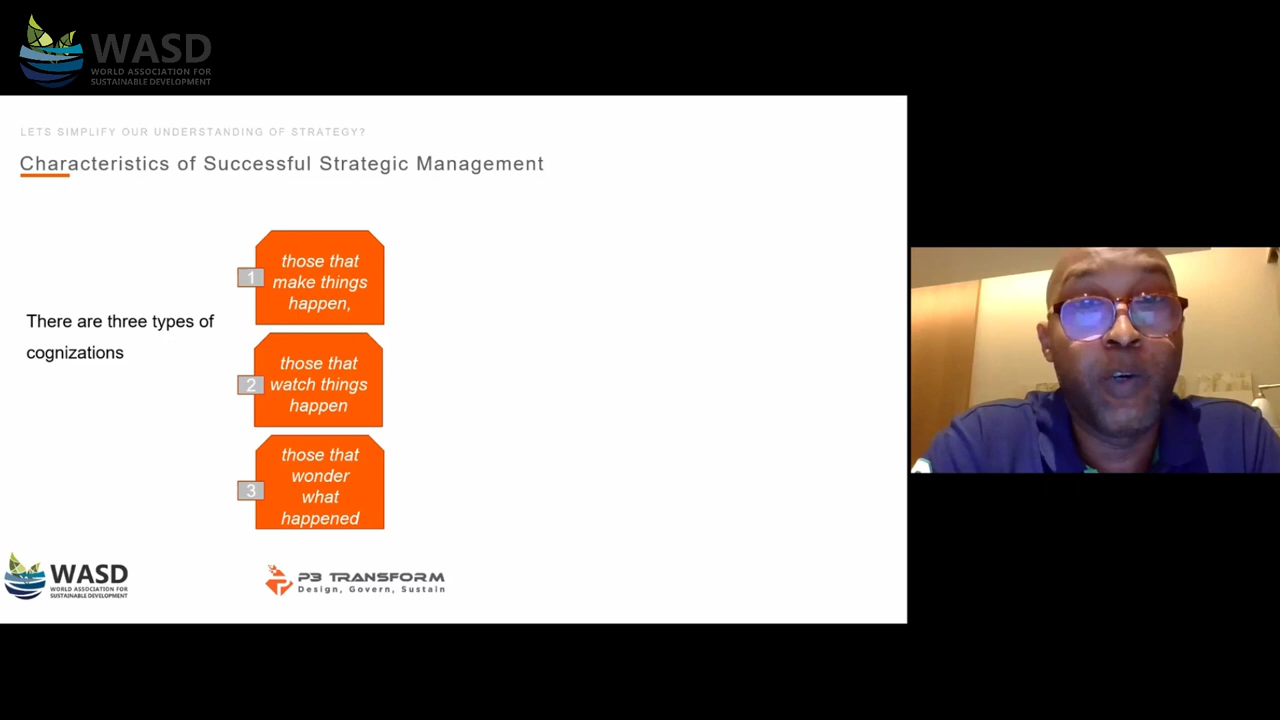 WASD
WORLD ASSOCIATION FOR
SUSTAINABLE DEVELOPMENT
LETS SIMPLIFY OUR UNDERSTANDING OF STRATEGY?
Characteristics of Successful Strategic Management
There are three types of
cognizations
1
those that
make things
happen,
2
those that
watch things
happen
3
those that
wonder
what
happened
WASD
WORLD ASSOCIATION FOR
SUSTAINABLE DEVELOPMENT
P3 TRANSFORM
Design, Govern, Sustain